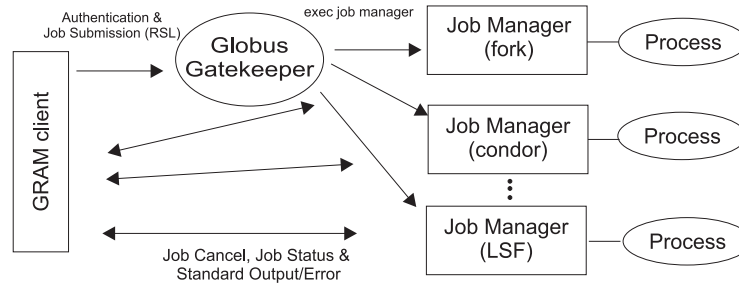 Authentication &
Job Submission (RSL)
exec job manager
Globus
Gatekeeper
Job Manager
(fork)
Process
GRAM client
Job Manager
(condor)
Process
Job Manager
(LSF)
Process
Job Cancel, Job Status &
Standard Output/Error